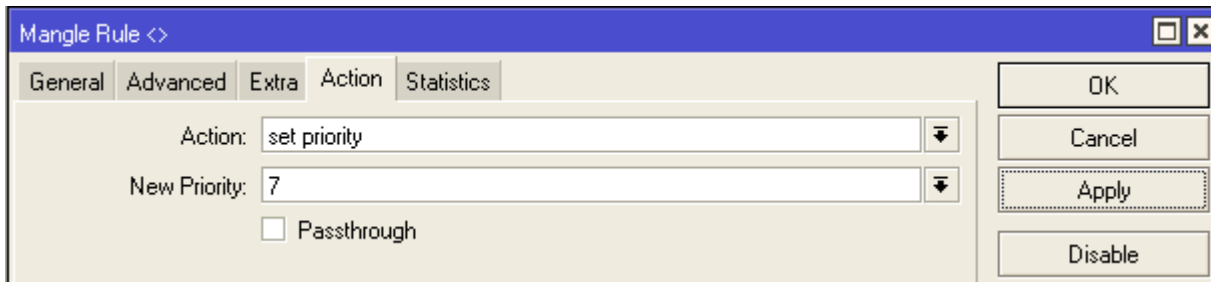 Mangle Rule <>
General Advanced Extra Action Statistics
OK
Action: set priority
Cancel
New Priority: 7
Apply
Passthrough
Disable